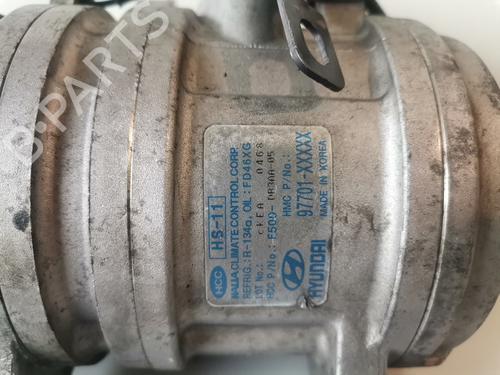 HCC HS-11
HALLA CLIMATE CONTROL CORP.
REFRIG.: R-134a, OIL: FD46XG
LOT No.: 0468
HCC P/No.: F500-
HYUNDAI
HMC P/No.:
97701-XXXXX
MADE IN KOREA
B-PARTS